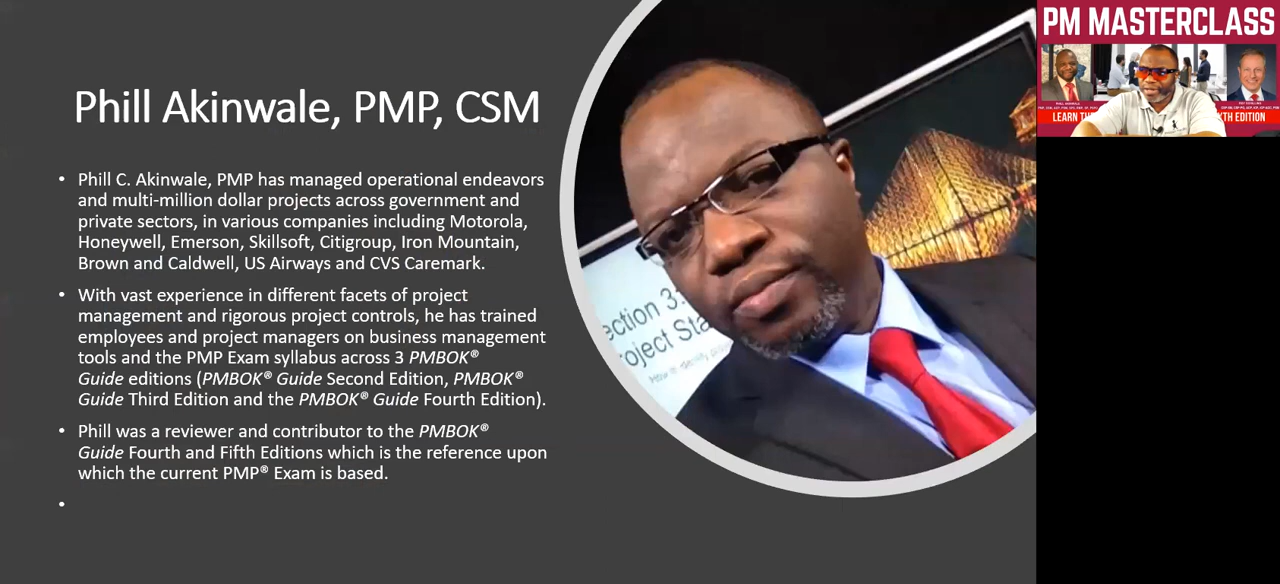 Phill Akinwale, PMP, CSM
• Phill C. Akinwale, PMP has managed operational endeavors
and multi-million dollar projects across government and
private sectors, in various companies including Motorola,
Honeywell, Emerson, Skillsoft, Citigroup, Iron Mountain,
Brown and Caldwell, US Airways and CVS Caremark.
• With vast experience in different facets of project
management and rigorous project controls, he has trained
employees and project managers on business management
tools and the PMP Exam syllabus across 3 PMBOK®
Guide editions (PMBOK® Guide Second Edition, PMBOK®
Guide Third Edition and the PMBOK® Guide Fourth Edition).
• Phill was a reviewer and contributor to the PMBOK®
Guide Fourth and Fifth Editions which is the reference upon
which the current PMP® Exam is based.
•
ection 3:
roject Sta
PM MASTERCLASS
LEARN TH
XTH EDITION